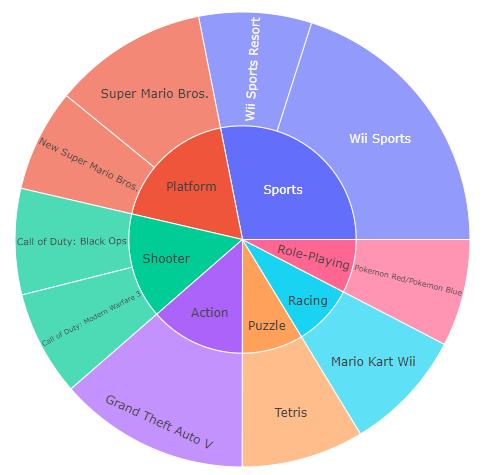 Wii Sports Resort
Super Mario Bros.
Wii Sports
New Super Mario Bros.
Platform
Sports
Call of Duty: Black Ops
Shooter
Role-Playing
Pokemon Red/Pokemon Blue
Call of Duty: Modern Warfare 3
Action
Racing
Puzzle
Mario Kart Wii
Grand Theft Auto V
Tetris